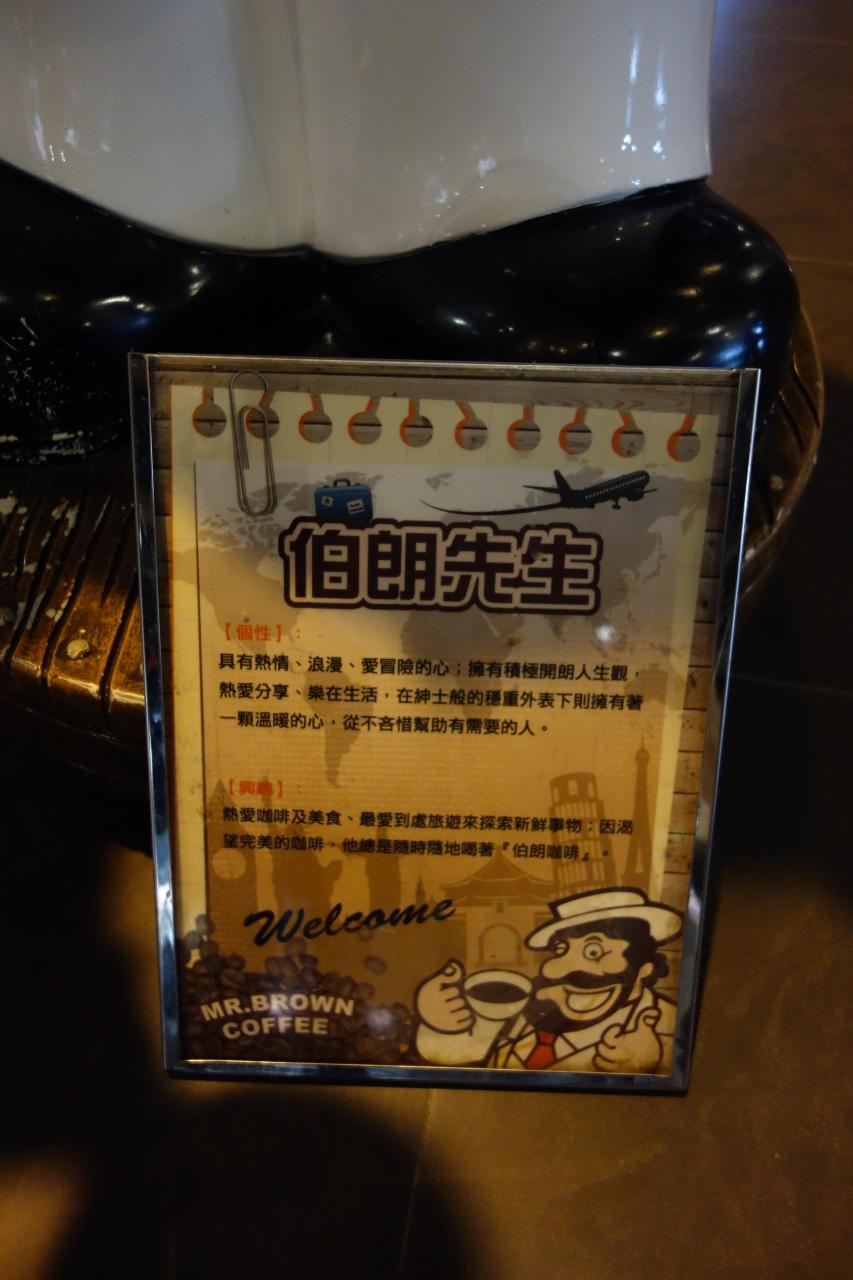 伯朗先生
【個性】：
具有熱情、浪漫、愛冒險的心；擁有積極開朗人生觀，
熱愛分享、樂在生活，在紳士般的穩重外表下則擁有著
一顆溫暖的心，從不吝惜幫助有需要的人。
【興趣】：
熱愛咖啡及美食、最愛到處旅遊來探索新鮮事物；因渴
望完美的咖啡，他總是隨時隨地喝著『伯朗咖啡』。
Welcome
MR.BROWN
COFFEE